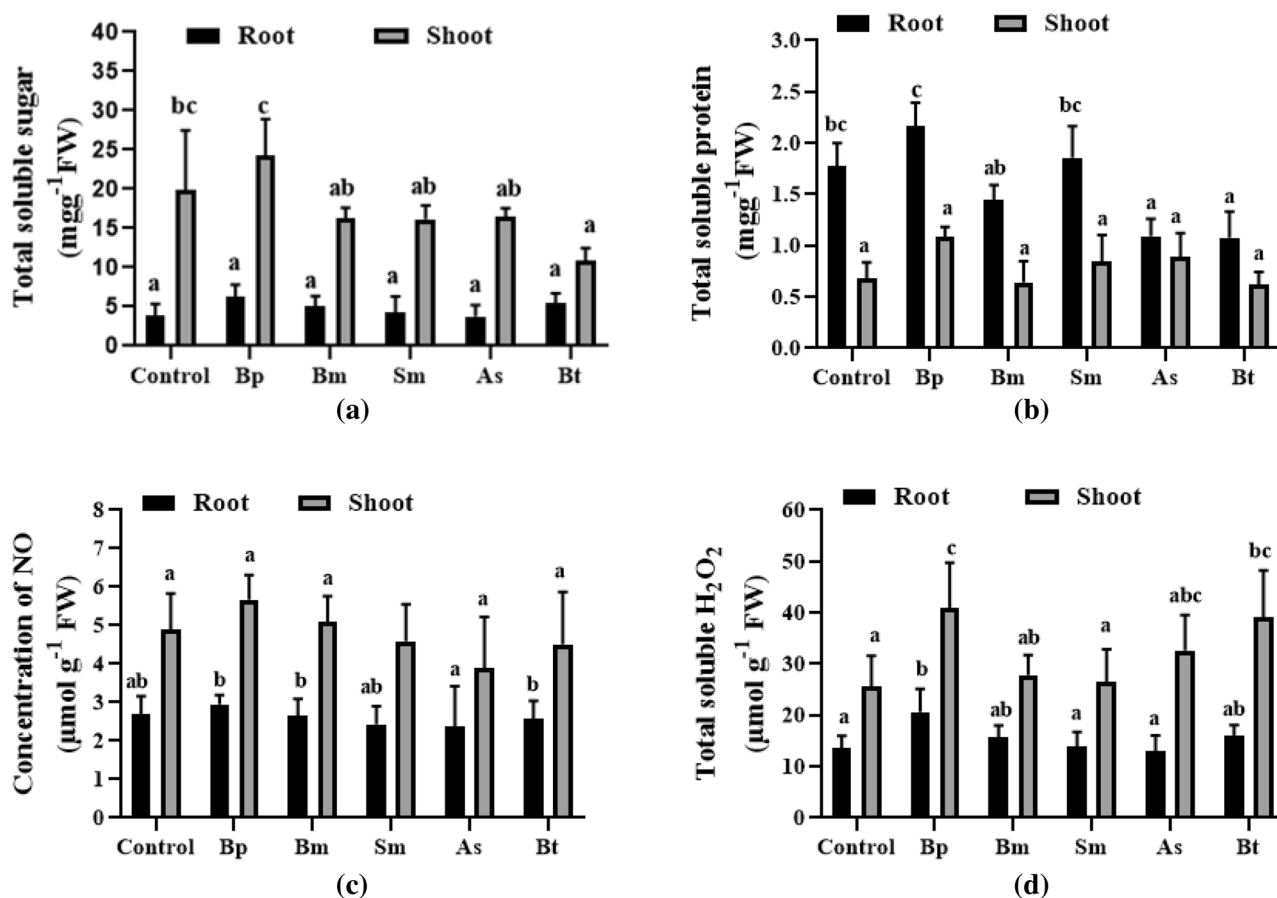 Root Shoot
Total soluble sugar
(mgg⁻¹FW)
40
35
30
25
20
15
10
5
0
a bc a c a ab a ab a ab a a
Control Bp Bm Sm As Bt
(a)
Root Shoot
Total soluble protein
(mgg⁻¹FW)
3.0
2.5
2.0
1.5
1.0
0.5
0.0
bc a c a ab a bc a a a a a
Control Bp Bm Sm As Bt
(b)
Root Shoot
Concentration of NO
(µmol g⁻¹ FW)
8
7
6
5
4
3
2
1
0
ab a b a b a ab a a b a
Control Bp Bm Sm As Bt
(c)
Root Shoot
Total soluble H₂O₂
(µmol g⁻¹ FW)
60
50
40
30
20
10
0
a a b c ab ab a a a abc ab bc
Control Bp Bm Sm As Bt
(d)